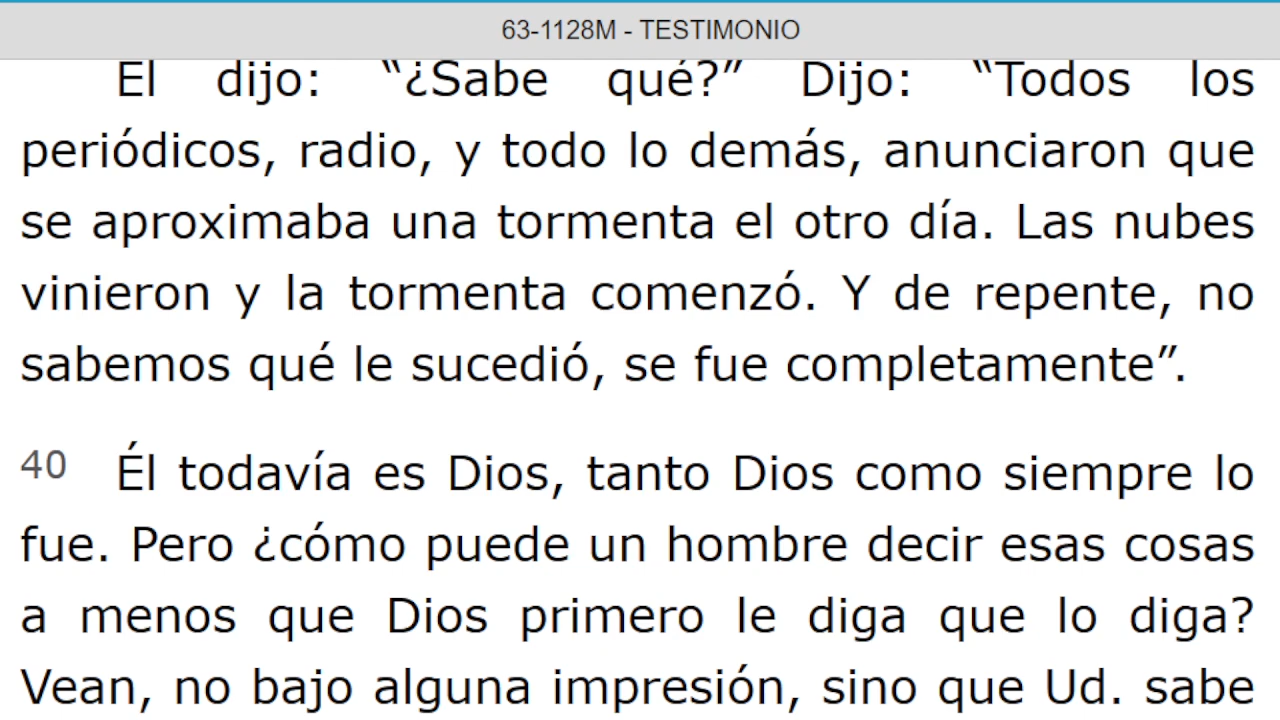 63-1128M - TESTIMONIO
Él dijo: “¿Sabe qué?” Dijo: “Todos los
periódicos, radio, y todo lo demás, anunciaron que
se aproximaba una tormenta el otro día. Las nubes
vinieron y la tormenta comenzó. Y de repente, no
sabemos qué le sucedió, se fue completamente”.
40 Él todavía es Dios, tanto Dios como siempre lo
fue. Pero ¿cómo puede un hombre decir esas cosas
a menos que Dios primero le diga que lo diga?
Vean, no bajo alguna impresión, sino que Ud. sabe